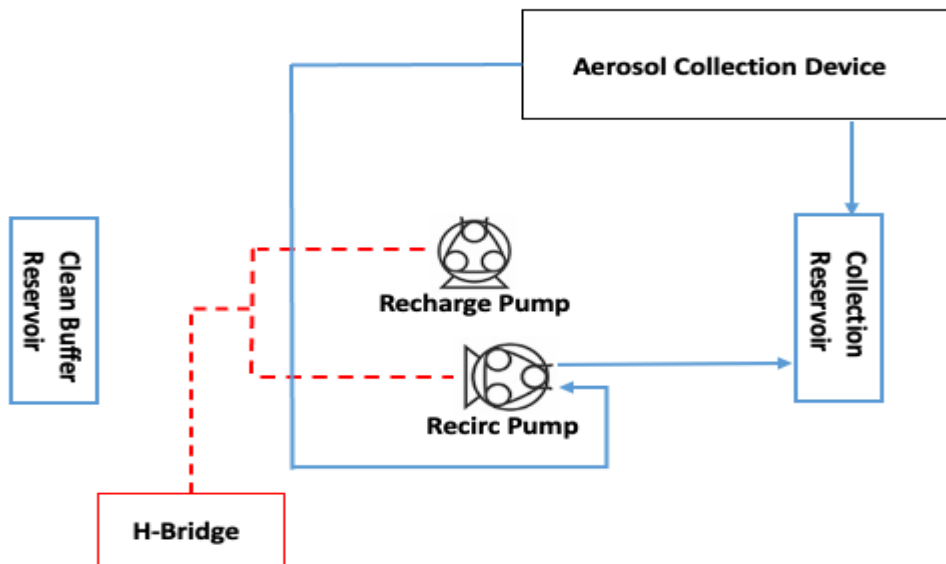 Aerosol Collection Device
Clean Buffer
Reservoir
Recharge Pump
Collection
Reservoir
Recirc Pump
H-Bridge